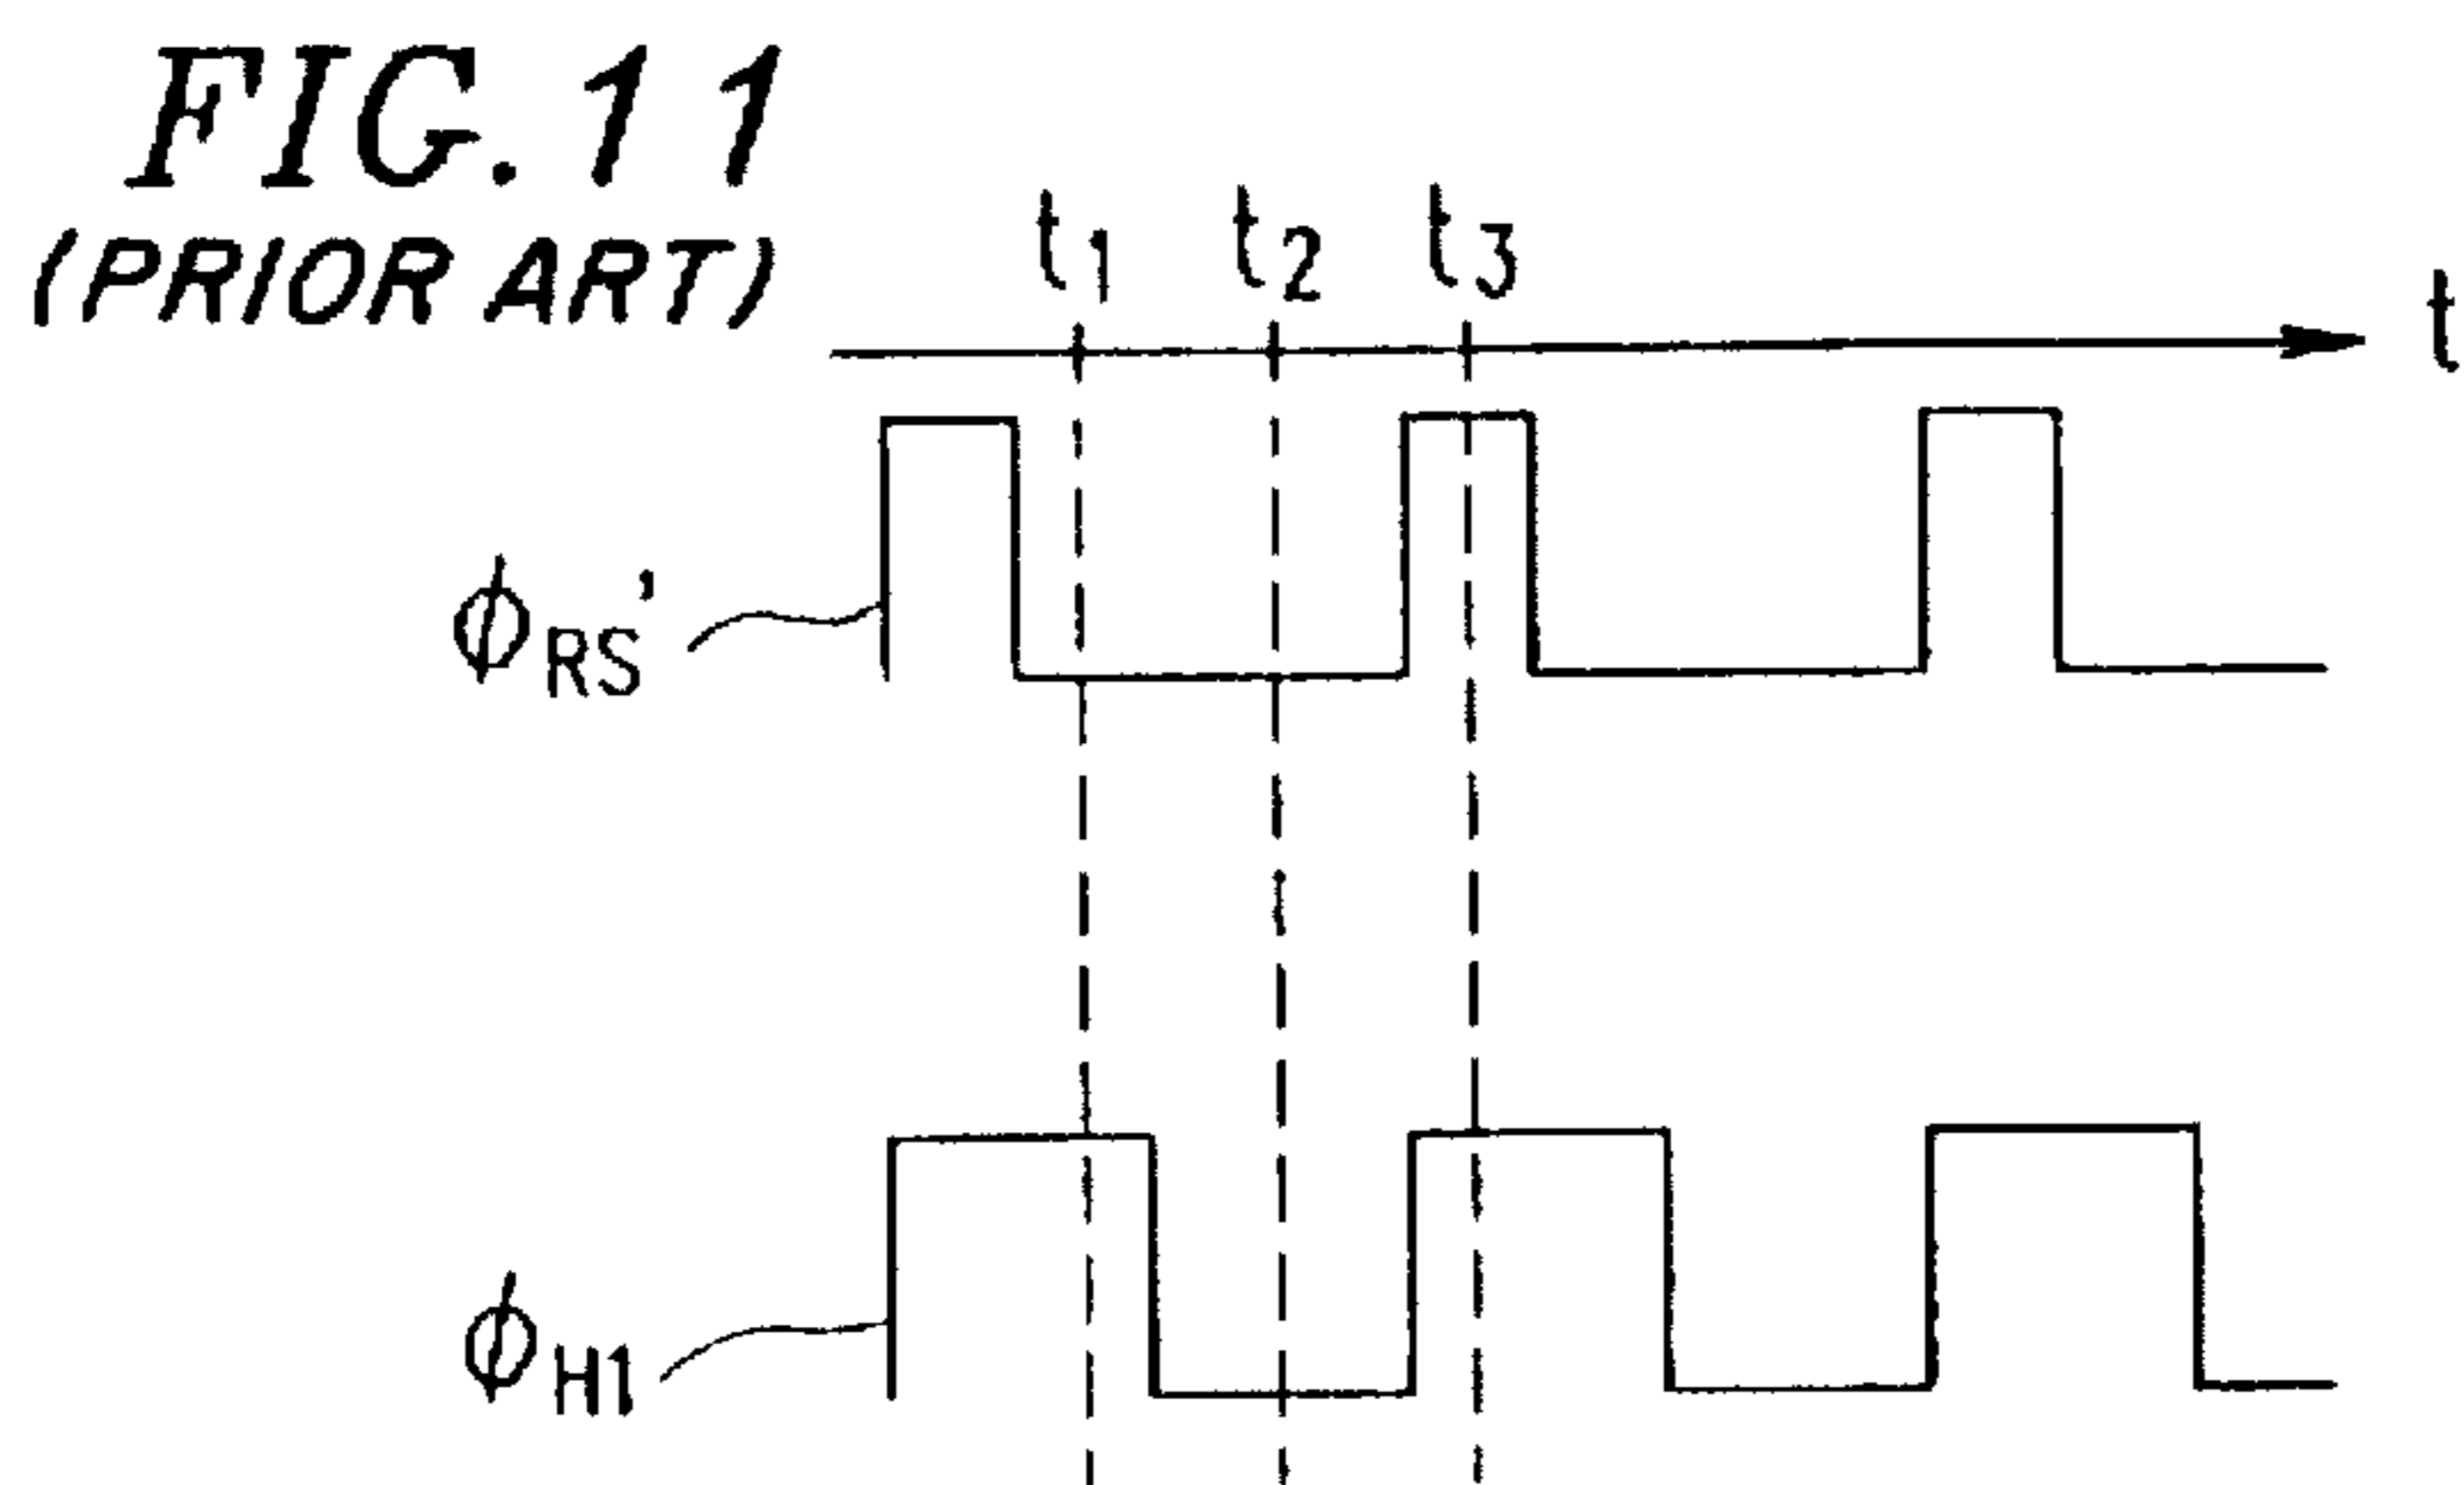 FIG. 11
(PRIOR ART)
t1 t2 t3
t
ϕRS'
ϕH1